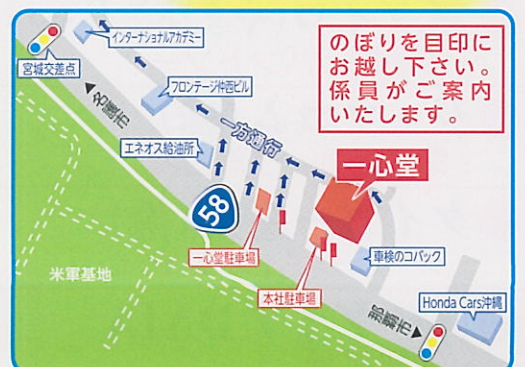 インターナショナルアカデミー
宮城交差点
のぼりを目印に
お越し下さい。
係員がご案内
いたします。
◀名護市
フロンテージ仲西ビル
一方通行
エネオス給油所
一心堂
58
一心堂駐車場
車検のコバック
本社駐車場
米軍基地
那覇市▶
Honda Cars沖縄